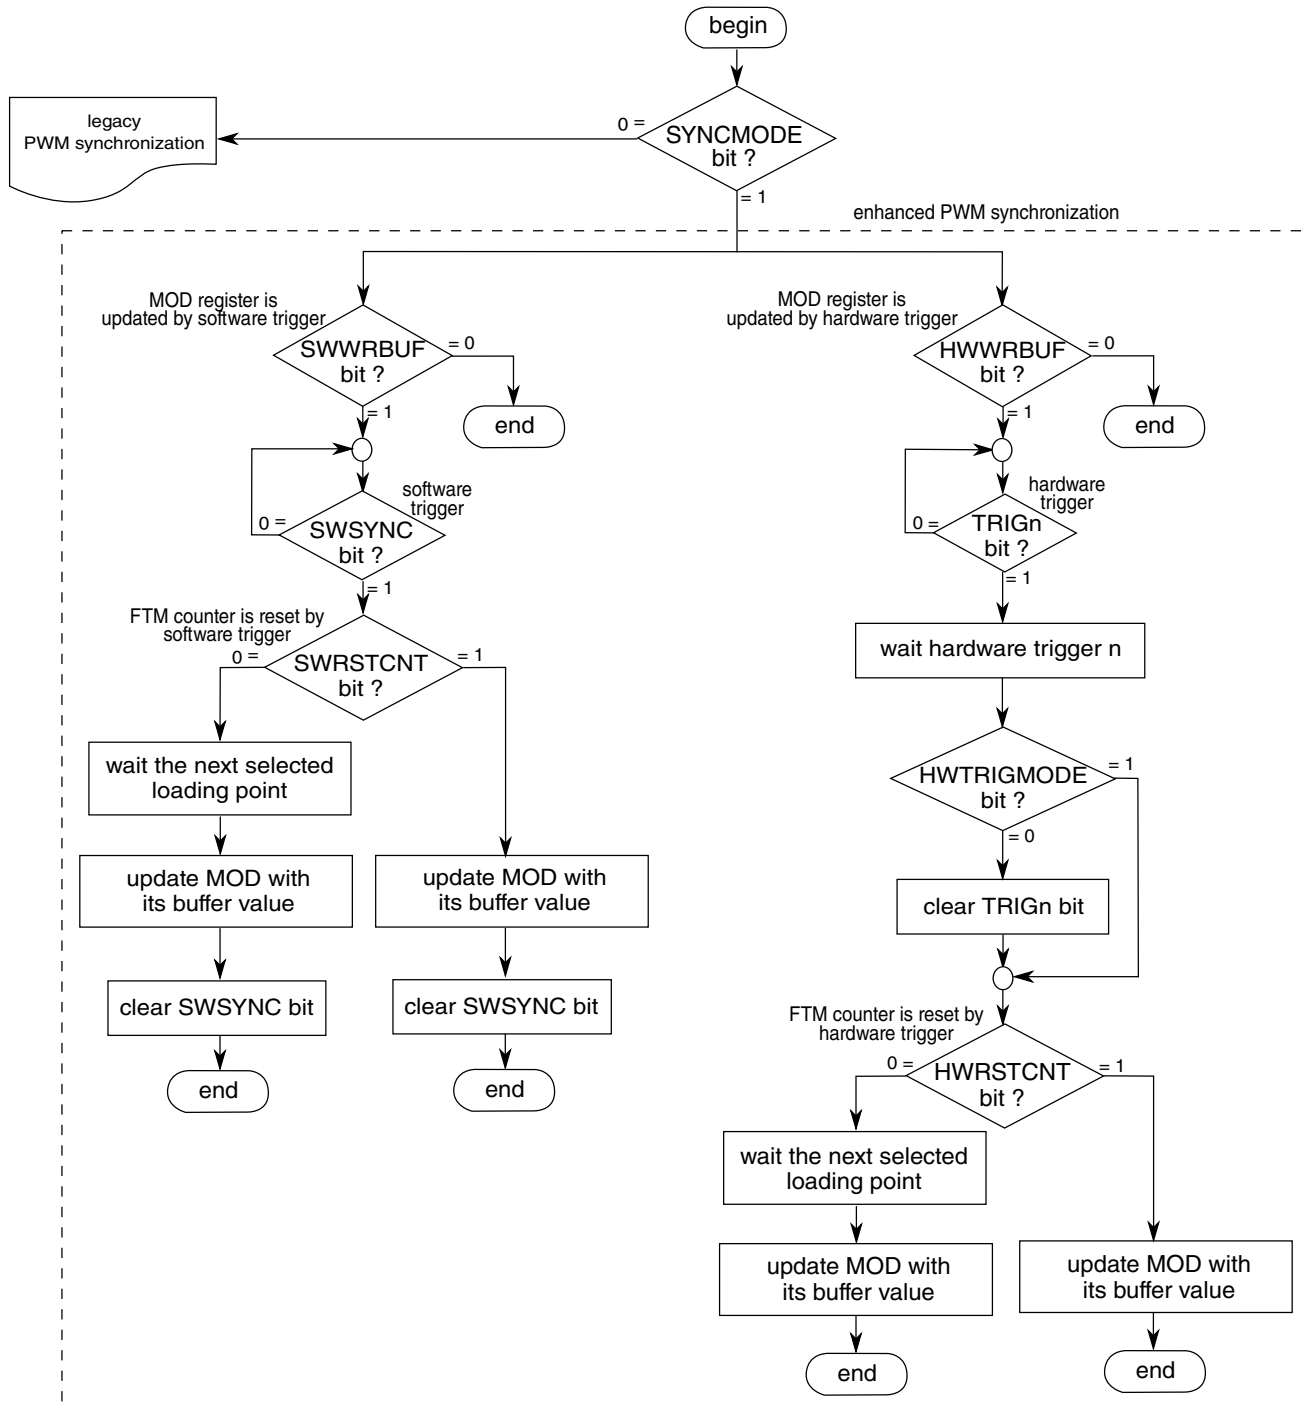 begin
legacy
PWM synchronization
0 =
SYNCMODE
bit ?
= 1
enhanced PWM synchronization
MOD register is
updated by software trigger
SWWRBUF
bit ?
= 0
= 1
end
software
trigger
0 =
SWSYNC
bit ?
= 1
FTM counter is reset by
software trigger
0 =
SWRSTCNT
bit ?
= 1
wait the next selected
loading point
update MOD with
its buffer value
clear SWSYNC bit
end
update MOD with
its buffer value
clear SWSYNC bit
end
MOD register is
updated by hardware trigger
HWWRBUF
bit ?
= 0
= 1
end
hardware
trigger
0 =
TRIGn
bit ?
= 1
wait hardware trigger n
HWTRIGMODE
bit ?
= 1
= 0
clear TRIGn bit
FTM counter is reset by
hardware trigger
0 =
HWRSTCNT
bit ?
= 1
wait the next selected
loading point
update MOD with
its buffer value
end
update MOD with
its buffer value
end